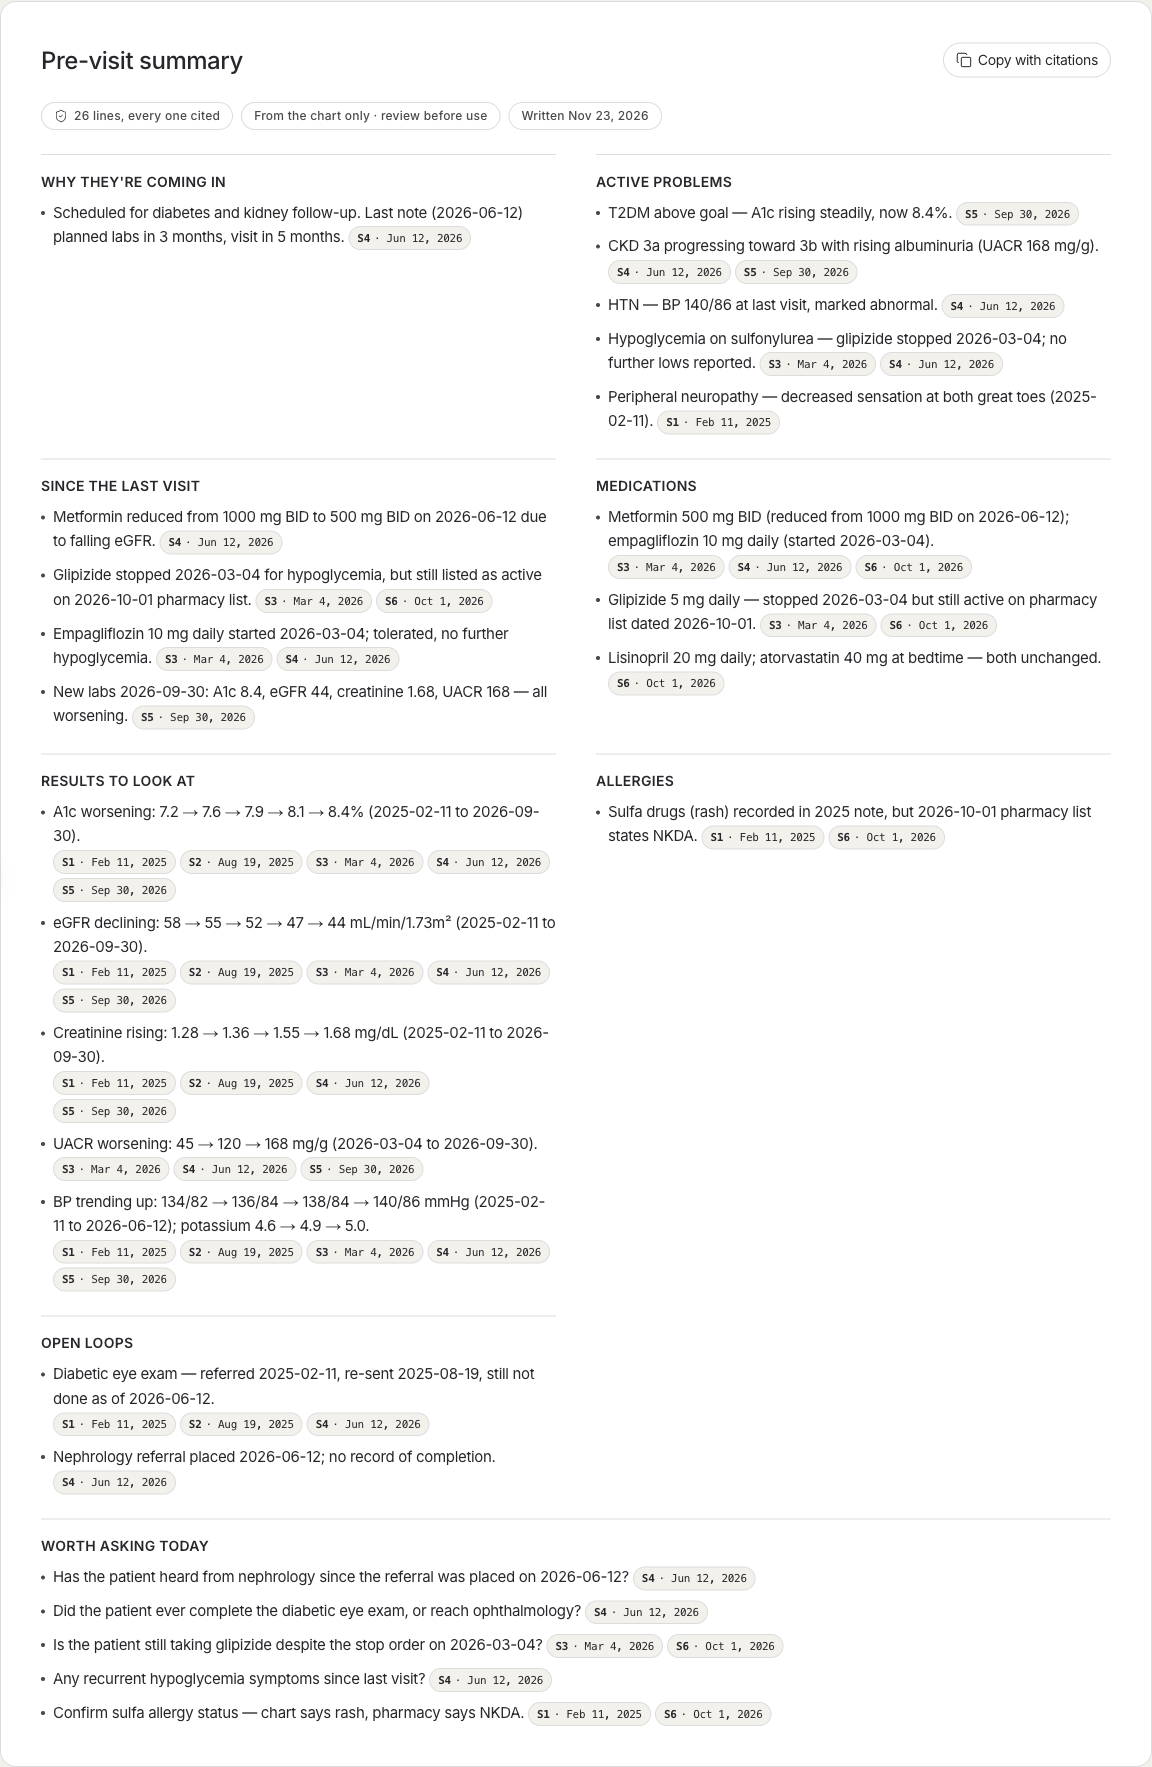 Pre-visit summary
Copy with citations
26 lines, every one cited
From the chart only · review before use
Written Nov 23, 2026
WHY THEY'RE COMING IN
• Scheduled for diabetes and kidney follow-up. Last note (2026-06-12)
planned labs in 3 months, visit in 5 months. S4 · Jun 12, 2026
ACTIVE PROBLEMS
• T2DM above goal — A1c rising steadily, now 8.4%. S5 · Sep 30, 2026
• CKD 3a progressing toward 3b with rising albuminuria (UACR 168 mg/g).
S4 · Jun 12, 2026 S5 · Sep 30, 2026
• HTN — BP 140/86 at last visit, marked abnormal. S4 · Jun 12, 2026
• Hypoglycemia on sulfonylurea — glipizide stopped 2026-03-04; no
further lows reported. S3 · Mar 4, 2026 S4 · Jun 12, 2026
• Peripheral neuropathy — decreased sensation at both great toes (2025-
02-11). S1 · Feb 11, 2025
SINCE THE LAST VISIT
• Metformin reduced from 1000 mg BID to 500 mg BID on 2026-06-12 due
to falling eGFR. S4 · Jun 12, 2026
• Glipizide stopped 2026-03-04 for hypoglycemia, but still listed as active
on 2026-10-01 pharmacy list. S3 · Mar 4, 2026 S6 · Oct 1, 2026
• Empagliflozin 10 mg daily started 2026-03-04; tolerated, no further
hypoglycemia. S3 · Mar 4, 2026 S4 · Jun 12, 2026
• New labs 2026-09-30: A1c 8.4, eGFR 44, creatinine 1.68, UACR 168 — all
worsening. S5 · Sep 30, 2026
MEDICATIONS
• Metformin 500 mg BID (reduced from 1000 mg BID on 2026-06-12);
empagliflozin 10 mg daily (started 2026-03-04).
S3 · Mar 4, 2026 S4 · Jun 12, 2026 S6 · Oct 1, 2026
• Glipizide 5 mg daily — stopped 2026-03-04 but still active on pharmacy
list dated 2026-10-01. S3 · Mar 4, 2026 S6 · Oct 1, 2026
• Lisinopril 20 mg daily; atorvastatin 40 mg at bedtime — both unchanged.
S6 · Oct 1, 2026
RESULTS TO LOOK AT
• A1c worsening: 7.2 → 7.6 → 7.9 → 8.1 → 8.4% (2025-02-11 to 2026-09-
30).
S1 · Feb 11, 2025 S2 · Aug 19, 2025 S3 · Mar 4, 2026 S4 · Jun 12, 2026
S5 · Sep 30, 2026
• eGFR declining: 58 → 55 → 52 → 47 → 44 mL/min/1.73m² (2025-02-11 to
2026-09-30).
S1 · Feb 11, 2025 S2 · Aug 19, 2025 S3 · Mar 4, 2026 S4 · Jun 12, 2026
S5 · Sep 30, 2026
• Creatinine rising: 1.28 → 1.36 → 1.55 → 1.68 mg/dL (2025-02-11 to 2026-
09-30).
S1 · Feb 11, 2025 S2 · Aug 19, 2025 S4 · Jun 12, 2026
S5 · Sep 30, 2026
• UACR worsening: 45 → 120 → 168 mg/g (2026-03-04 to 2026-09-30).
S3 · Mar 4, 2026 S4 · Jun 12, 2026 S5 · Sep 30, 2026
• BP trending up: 134/82 → 136/84 → 138/84 → 140/86 mmHg (2025-02-
11 to 2026-06-12); potassium 4.6 → 4.9 → 5.0.
S1 · Feb 11, 2025 S2 · Aug 19, 2025 S3 · Mar 4, 2026 S4 · Jun 12, 2026
S5 · Sep 30, 2026
ALLERGIES
• Sulfa drugs (rash) recorded in 2025 note, but 2026-10-01 pharmacy list
states NKDA. S1 · Feb 11, 2025 S6 · Oct 1, 2026
OPEN LOOPS
• Diabetic eye exam — referred 2025-02-11, re-sent 2025-08-19, still not
done as of 2026-06-12.
S1 · Feb 11, 2025 S2 · Aug 19, 2025 S4 · Jun 12, 2026
• Nephrology referral placed 2026-06-12; no record of completion.
S4 · Jun 12, 2026
WORTH ASKING TODAY
• Has the patient heard from nephrology since the referral was placed on 2026-06-12? S4 · Jun 12, 2026
• Did the patient ever complete the diabetic eye exam, or reach ophthalmology? S4 · Jun 12, 2026
• Is the patient still taking glipizide despite the stop order on 2026-03-04? S3 · Mar 4, 2026 S6 · Oct 1, 2026
• Any recurrent hypoglycemia symptoms since last visit? S4 · Jun 12, 2026
• Confirm sulfa allergy status — chart says rash, pharmacy says NKDA. S1 · Feb 11, 2025 S6 · Oct 1, 2026